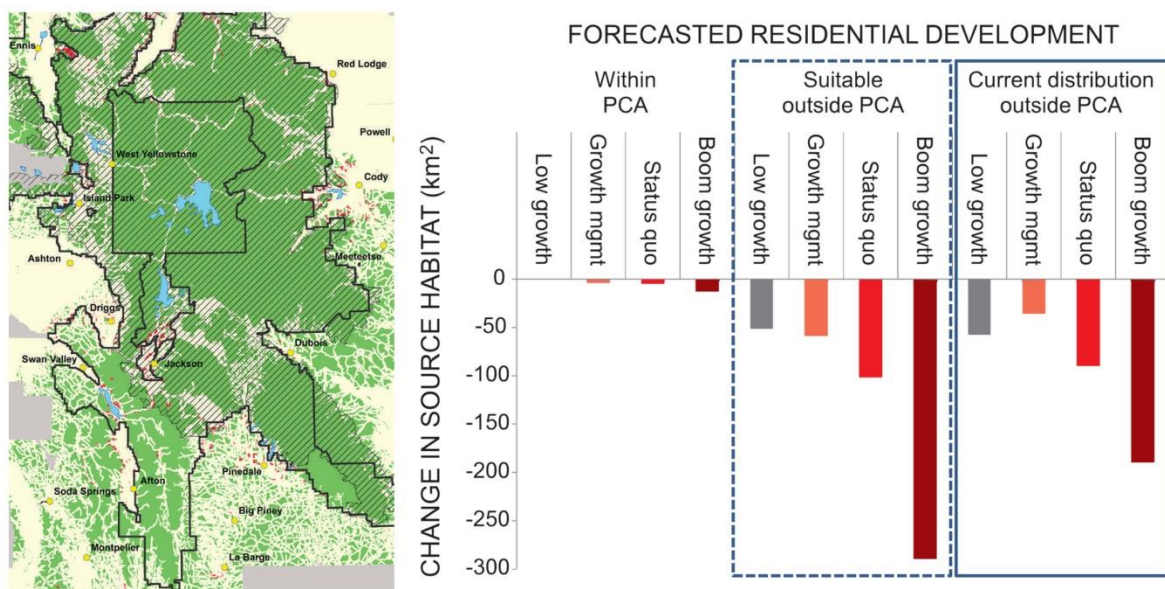 Ennis
Red Lodge
Powell
West Yellowstone
Cody
Island Park
Meeteetse
Ashton
Driggs
Dubois
Swan Valley
Jackson
Pinedale
Afton
Soda Springs
Big Piney
Montpelier
La Barge
FORECASTED RESIDENTIAL DEVELOPMENT
Within
PCA
Suitable
outside PCA
Current distribution
outside PCA
Low growth
Growth mgmt
Status quo
Boom growth
Low growth
Growth mgmt
Status quo
Boom growth
Low growth
Growth mgmt
Status quo
Boom growth
CHANGE IN SOURCE HABITAT (km²)
0
-50
-100
-150
-200
-250
-300